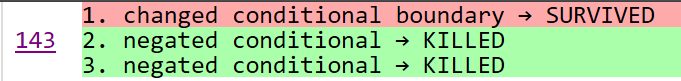 1. changed conditional boundary → SURVIVED
143 2. negated conditional → KILLED
3. negated conditional → KILLED